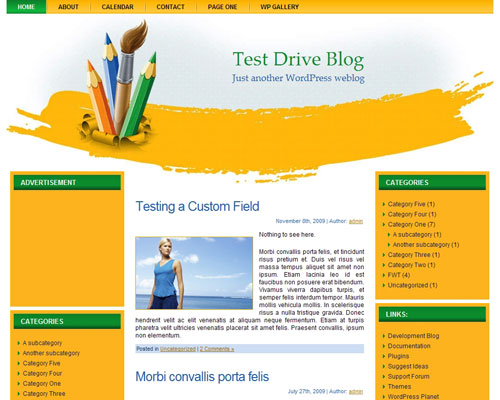 HOME ABOUT CALENDAR CONTACT PAGE ONE WP GALLERY
Test Drive Blog
Just another WordPress weblog
ADVERTISEMENT
CATEGORIES
A subcategory
Another subcategory
Category Five
Category Four
Category One
Category Three
Testing a Custom Field
November 8th, 2009 | Author: admin
Nothing to see here.
Morbi convallis porta felis, et tincidunt
risus pretium et. Duis vel risus vel
massa tempus aliquet sit amet non
ipsum. Etiam lacinia leo id est
faucibus non posuere erat bibendum.
Vivamus viverra dapibus turpis, et
semper felis interdum tempor. Mauris
mollis vehicula mollis. In scelerisque
risus a nulla tristique gravida. Donec
hendrerit velit ac elit venenatis at aliquam neque fermentum. Etiam at turpis
pharetra velit ultricies venenatis placerat sit amet felis. Praesent convallis, ipsum
non elementum.
Posted in Uncategorized | 2 Comments »
Morbi convallis porta felis
July 27th, 2009 | Author: admin
CATEGORIES
Category Five (1)
Category Four (1)
Category One (7)
A subcategory (1)
Another subcategory (1)
Category Three (1)
Category Two (1)
FWT (4)
Uncategorized (1)
LINKS:
Development Blog
Documentation
Plugins
Suggest Ideas
Support Forum
Themes
WordPress Planet